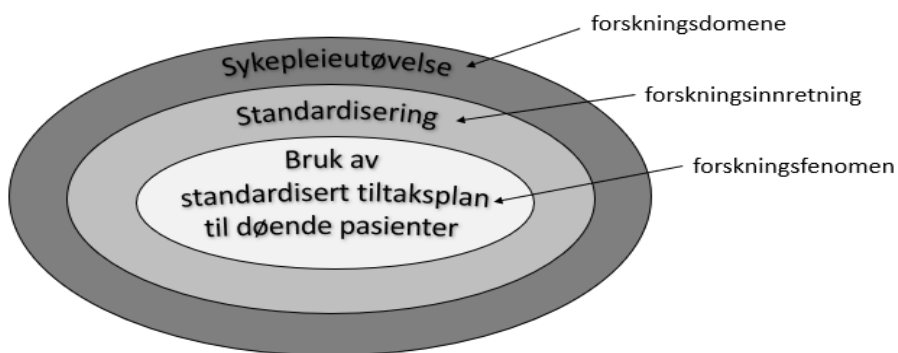 forskningsdomene
Sykepleieutøvelse
forskningsinnretning
Standardisering
Bruk av
standardisert tiltaksplan
til døende pasienter
forskningsfenomen